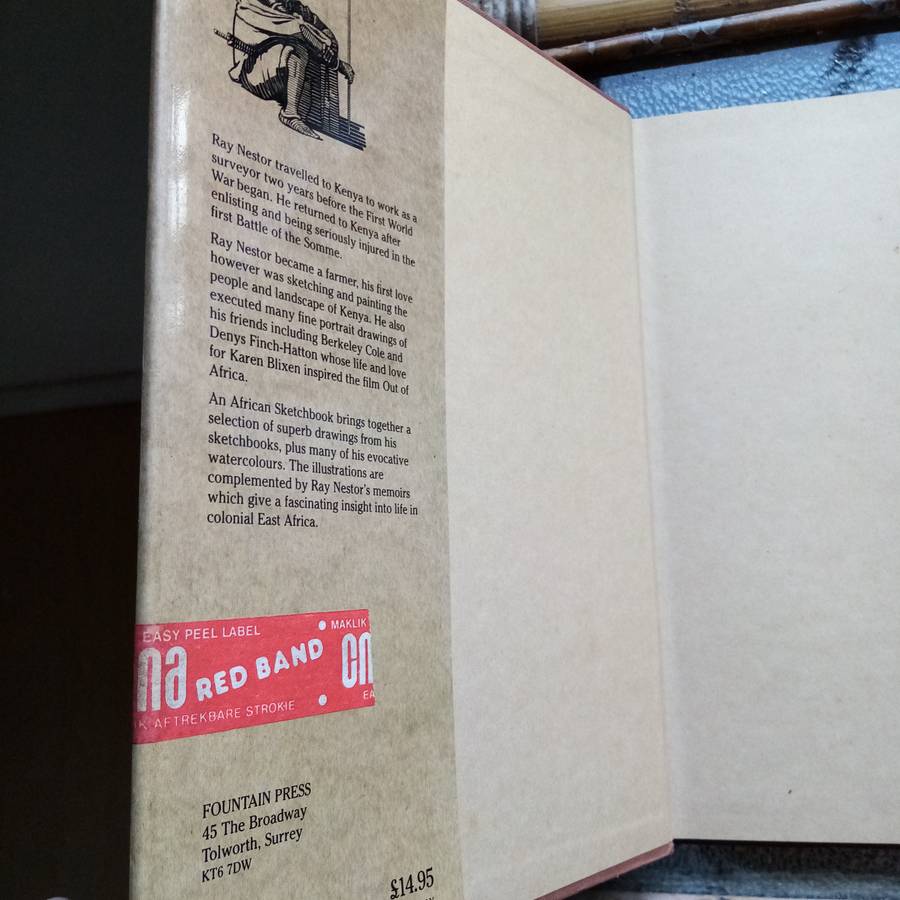 Ray Nestor travelled to Kenya to work as a
surveyor two years before the First World
War began. He returned to Kenya after
enlisting and being seriously injured in the
first Battle of the Somme.
Ray Nestor became a farmer, his first love
however was sketching and painting the
people and landscape of Kenya. He also
executed many fine portrait drawings of
his friends including Berkeley Cole and
Denys Finch-Hatton whose life and love
for Karen Blixen inspired the film Out of
Africa.
An African Sketchbook brings together a
selection of superb drawings from his
sketchbooks, plus many of his evocative
watercolours. The illustrations are
complemented by Ray Nestor's memoirs
which give a fascinating insight into life in
colonial East Africa.
EASY PEEL LABEL • MAKLIK
na RED BAND cn
K AFTREKBARE STROKIE • EA
FOUNTAIN PRESS
45 The Broadway
Tolworth, Surrey
KT6 7DW
£14.95